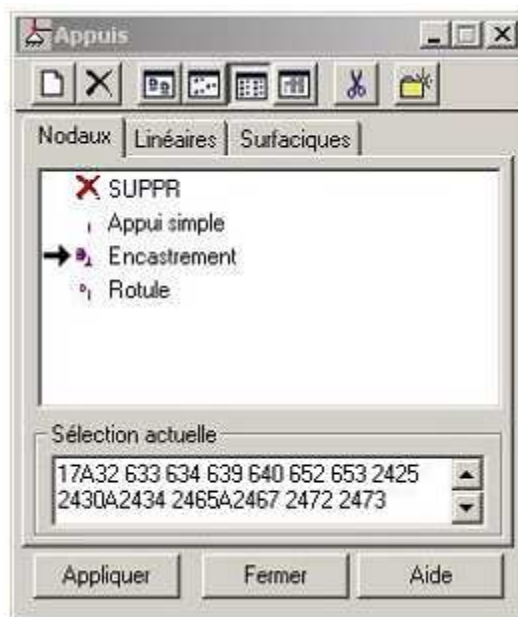 Appuis
Nodaux Linéaires Surfaciques
SUPPR
Appui simple
Encastrement
Rotule
Sélection actuelle
17A32 633 634 639 640 652 653 2425
2430A2434 2465A2467 2472 2473
Appliquer Fermer Aide